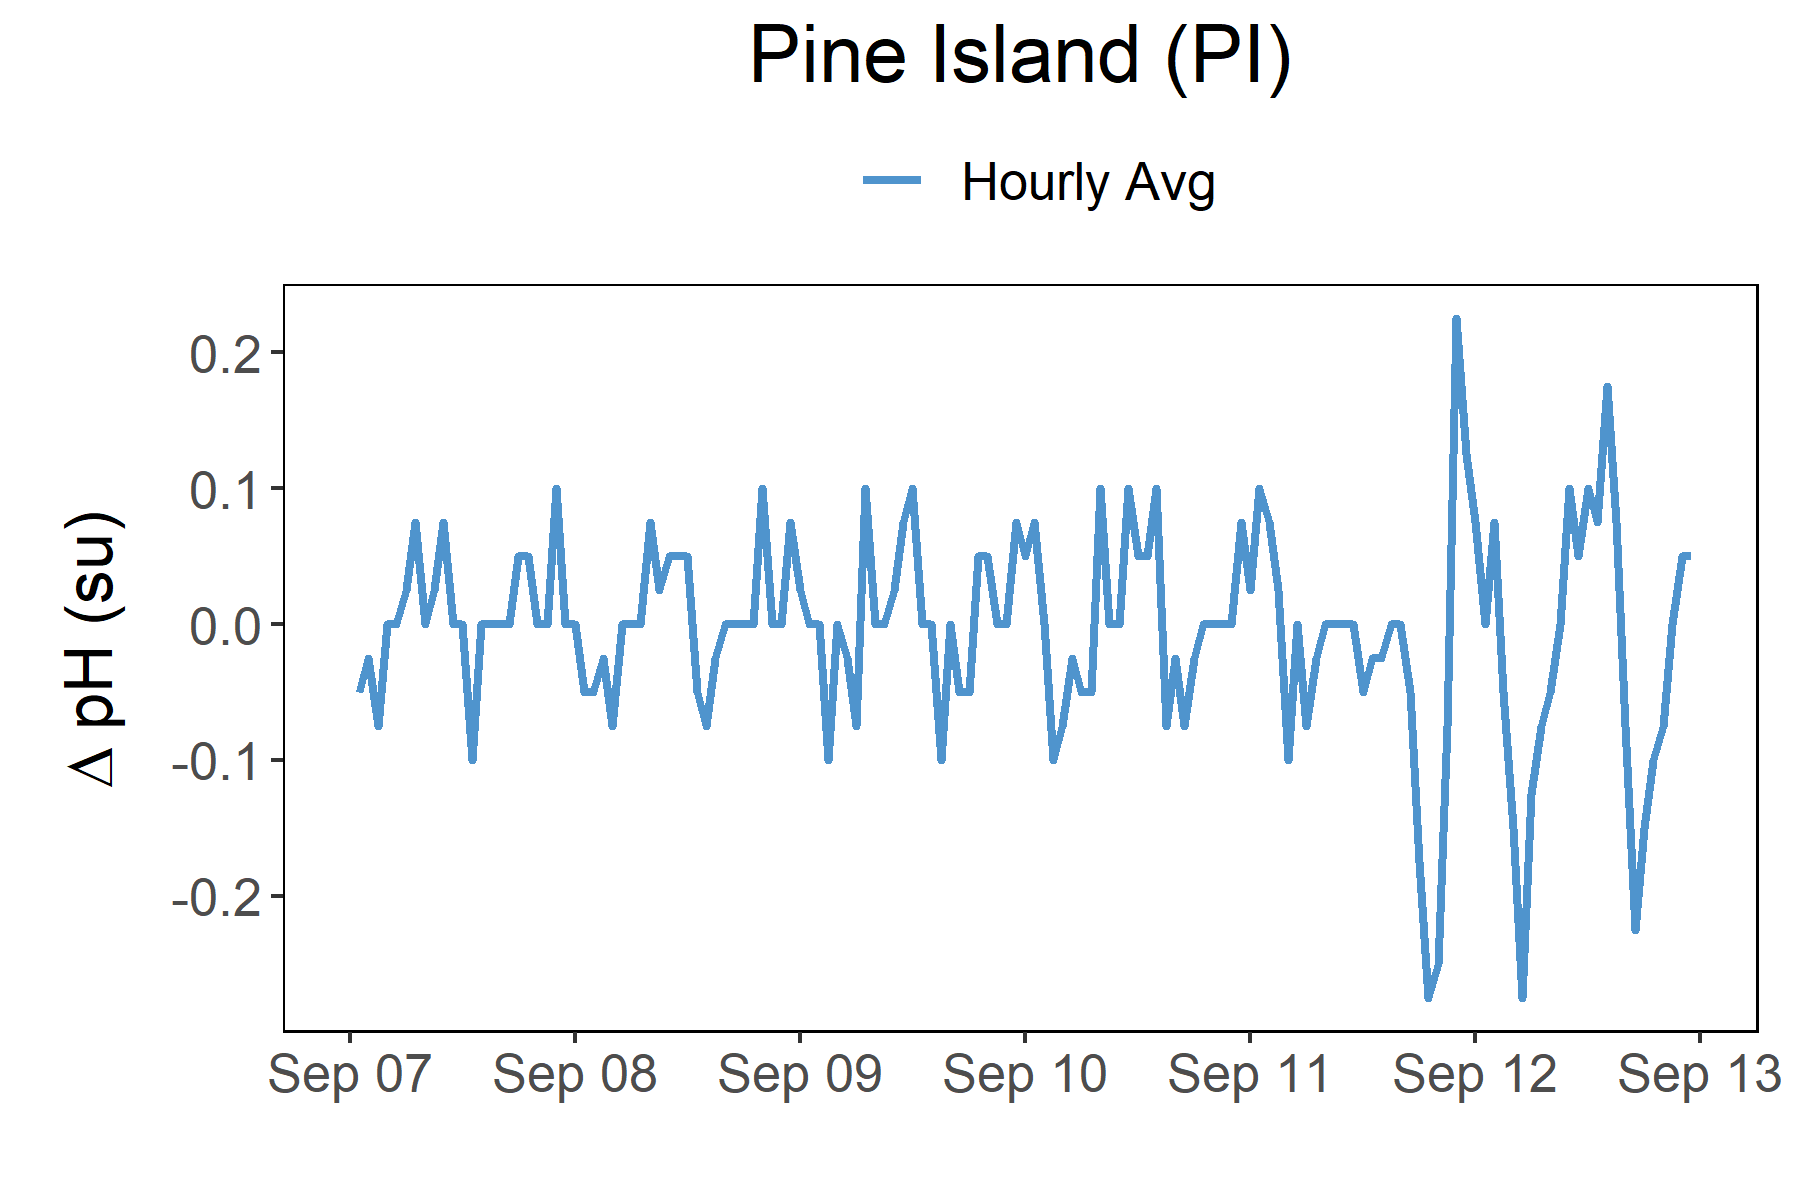 Pine Island (PI)
Hourly Avg
Δ pH (su)
0.2
0.1
0.0
-0.1
-0.2
Sep 07 Sep 08 Sep 09 Sep 10 Sep 11 Sep 12 Sep 13